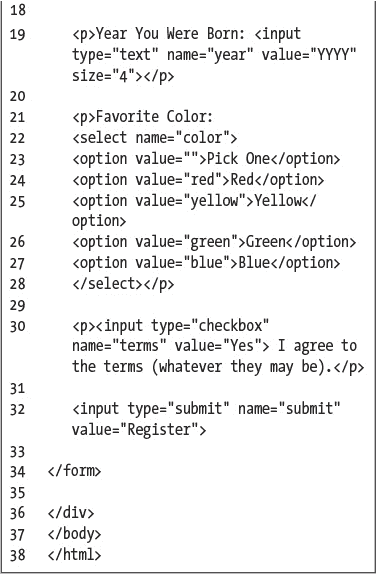 18
19 <p>Year You Were Born: <input
type="text" name="year" value="YYYY"
size="4"></p>
20
21 <p>Favorite Color:
22 <select name="color">
23 <option value="">Pick One</option>
24 <option value="red">Red</option>
25 <option value="yellow">Yellow</
option>
26 <option value="green">Green</option>
27 <option value="blue">Blue</option>
28 </select></p>
29
30 <p><input type="checkbox"
name="terms" value="Yes"> I agree to
the terms (whatever they may be).</p>
31
32 <input type="submit" name="submit"
value="Register">
33
34 </form>
35
36 </div>
37 </body>
38 </html>